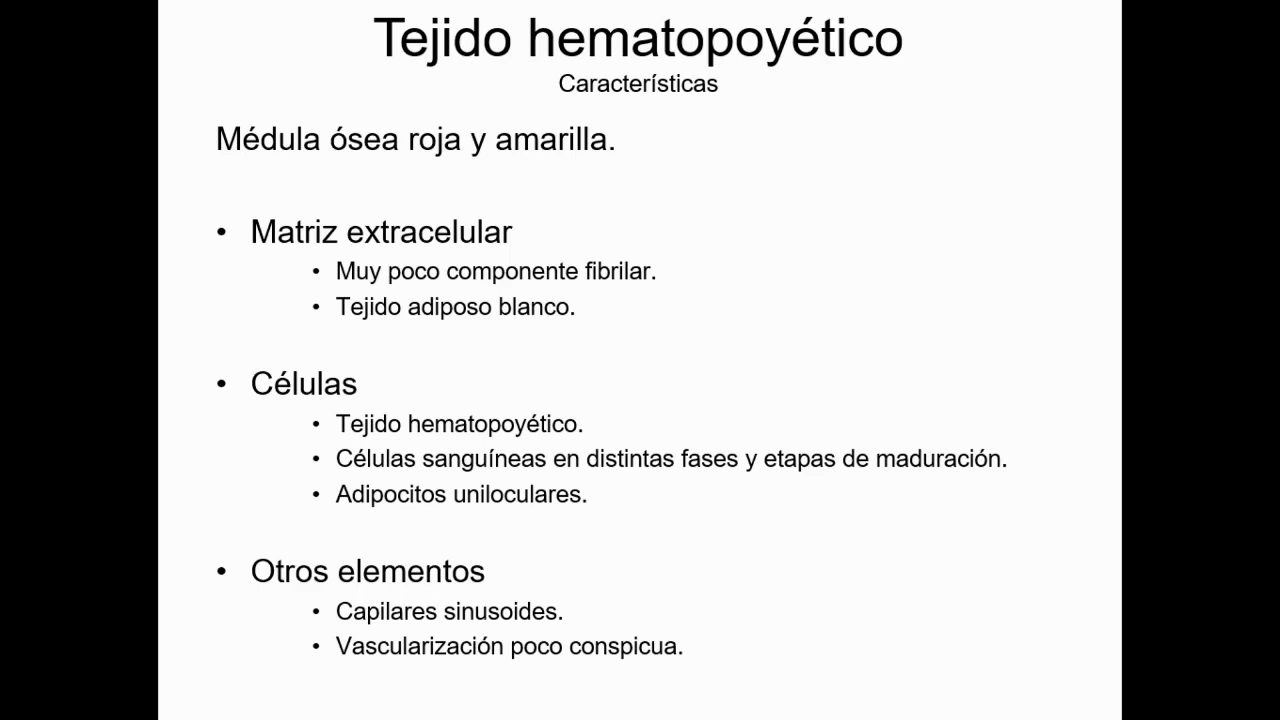 Tejido hematopoyético
Características
Médula ósea roja y amarilla.
• Matriz extracelular
• Muy poco componente fibrilar.
• Tejido adiposo blanco.
• Células
• Tejido hematopoyético.
• Células sanguíneas en distintas fases y etapas de maduración.
• Adipocitos uniloculares.
• Otros elementos
• Capilares sinusoides.
• Vascularización poco conspicua.